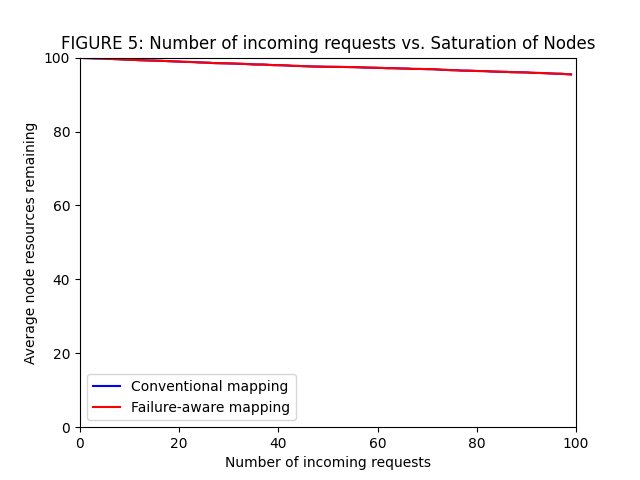 FIGURE 5: Number of incoming requests vs. Saturation of Nodes
100
80
60
40
20
0
Average node resources remaining
Conventional mapping
Failure-aware mapping
0 20 40 60 80 100
Number of incoming requests